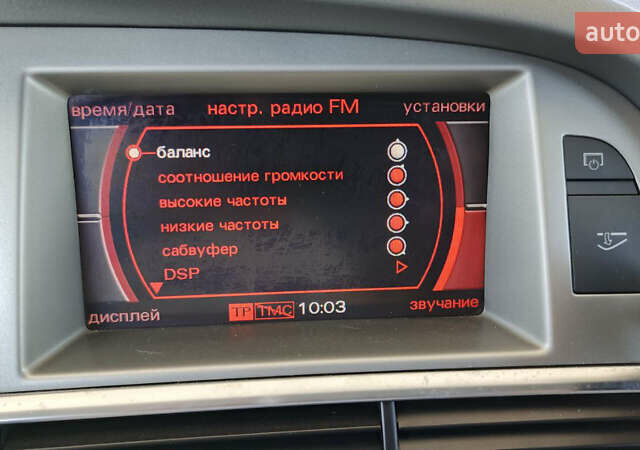 auto
время/дата настр. радио FM установки
баланс
соотношение громкости
высокие частоты
низкие частоты
сабвуфер
DSP
дисплей TP TMC 10:03 звучание